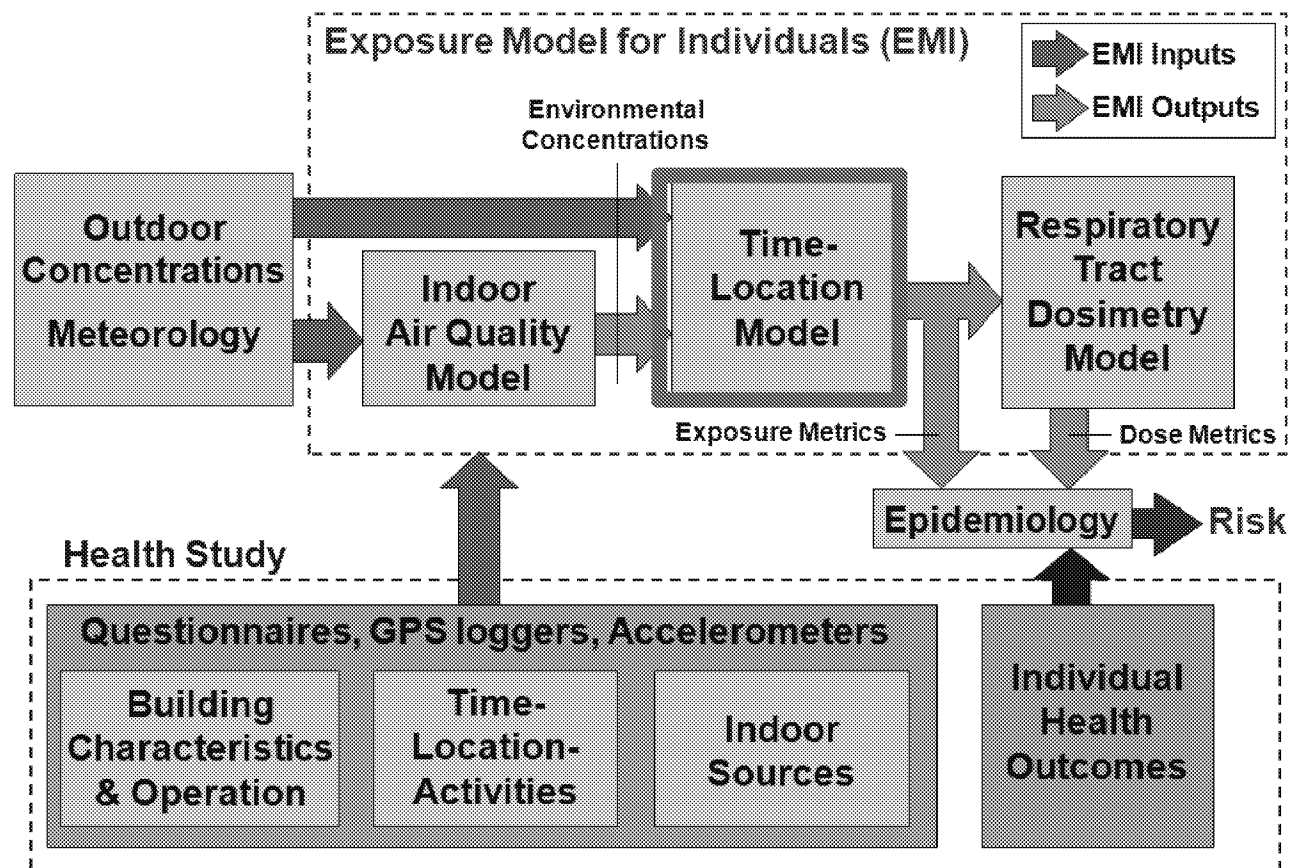 Exposure Model for Individuals (EMI)
EMI Inputs
EMI Outputs
Environmental
Concentrations
Outdoor
Concentrations
Meteorology
Indoor
Air Quality
Model
Time-
Location
Model
Respiratory
Tract
Dosimetry
Model
Exposure Metrics
Dose Metrics
Epidemiology
Risk
Health Study
Questionnaires, GPS loggers, Accelerometers
Building
Characteristics
& Operation
Time-
Location-
Activities
Indoor
Sources
Individual
Health
Outcomes